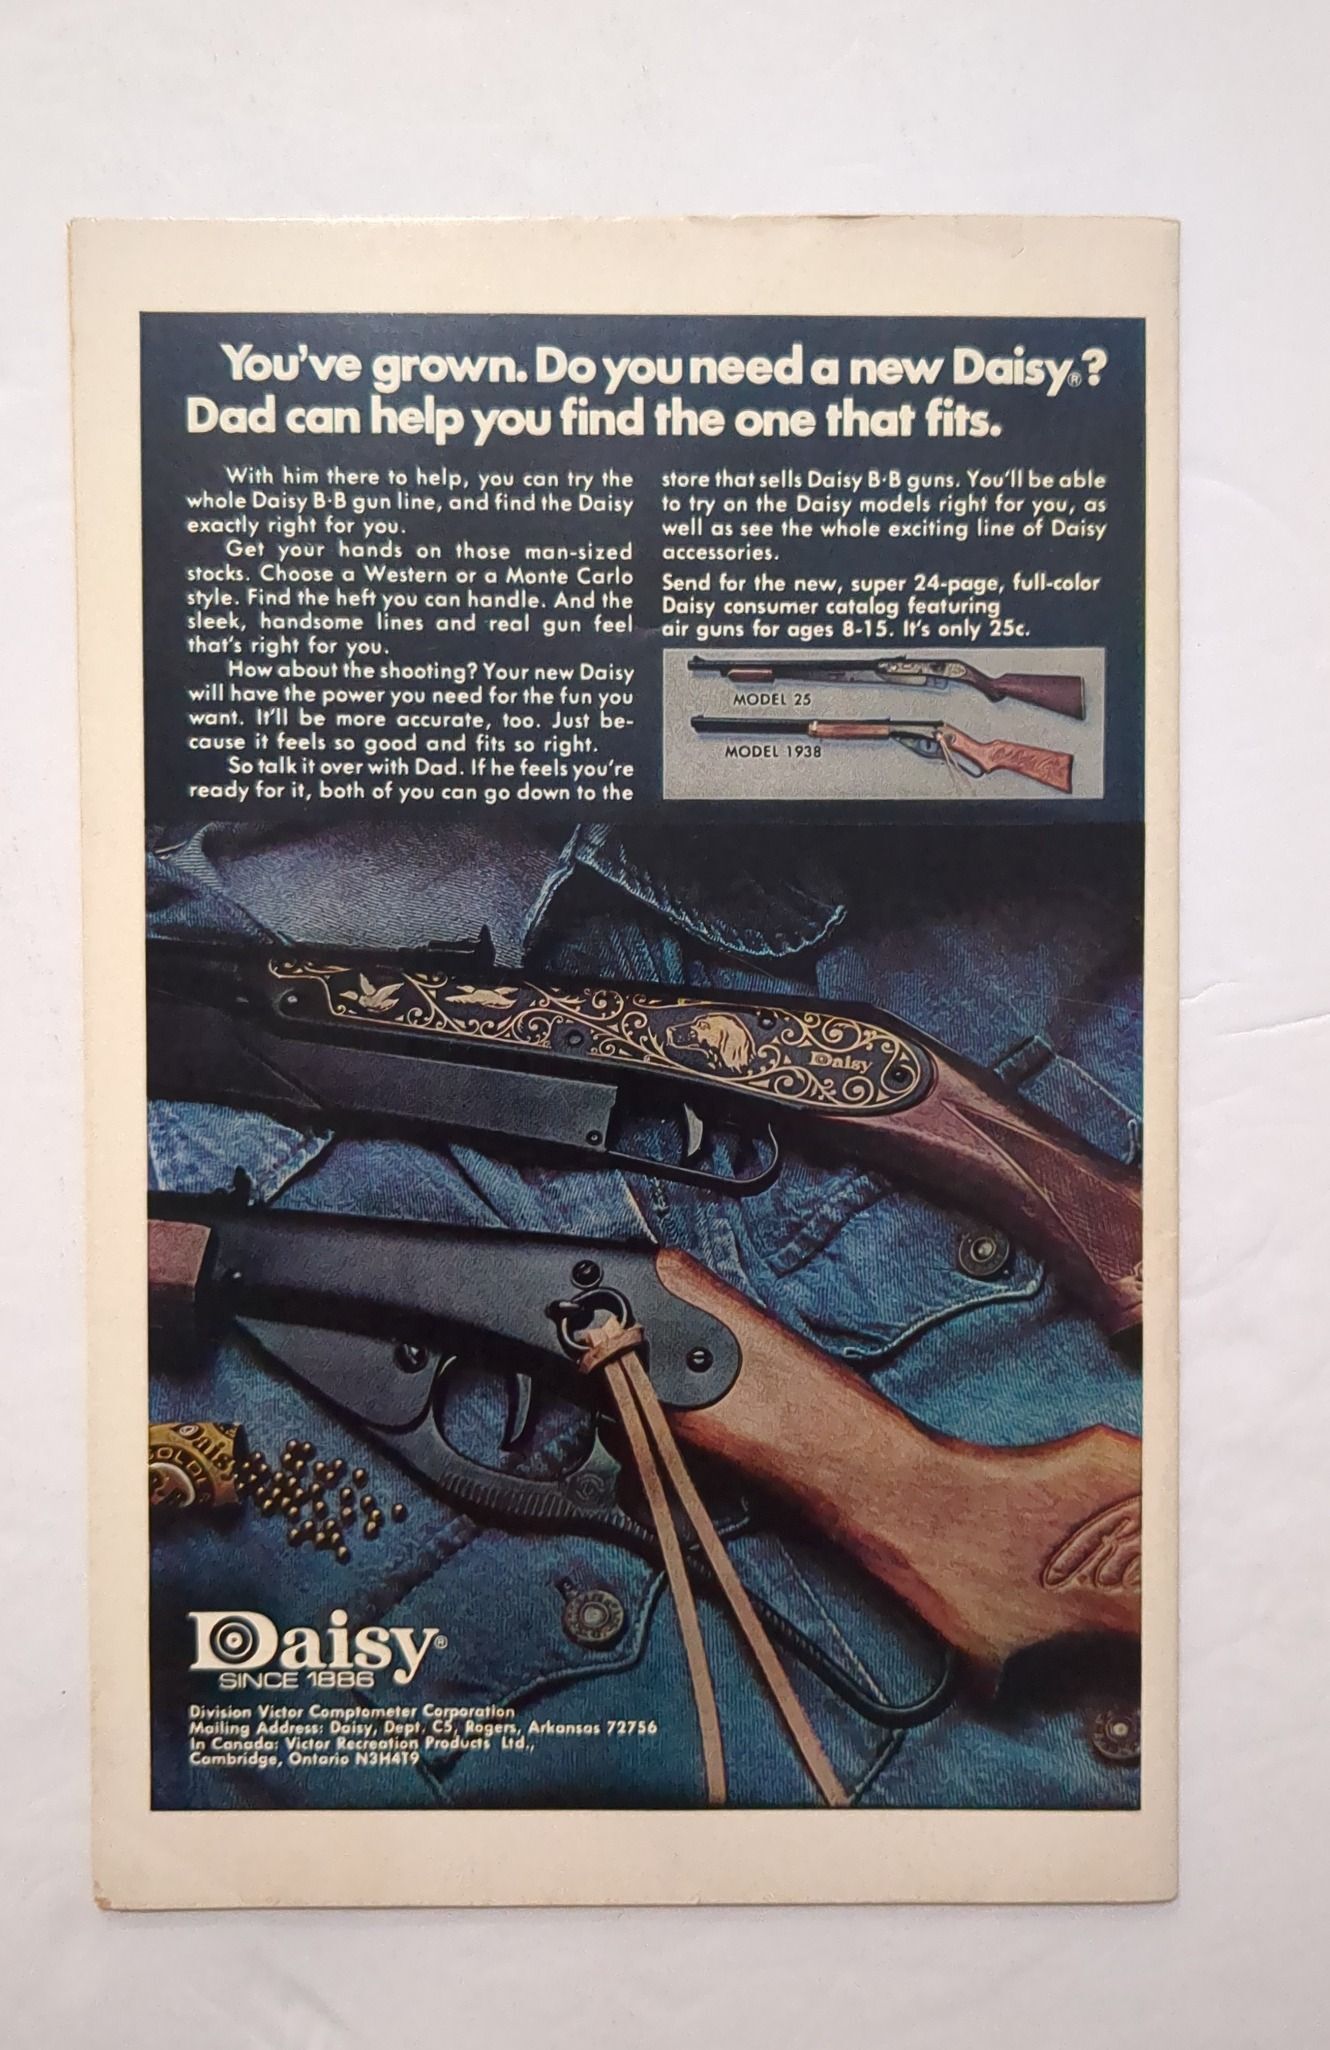 You've grown. Do you need a new Daisy®?
Dad can help you find the one that fits.
With him there to help, you can try the
whole Daisy B·B gun line, and find the Daisy
exactly right for you.
Get your hands on those man-sized
stocks. Choose a Western or a Monte Carlo
style. Find the heft you can handle. And the
sleek, handsome lines and real gun feel
that's right for you.
How about the shooting? Your new Daisy
will have the power you need for the fun you
want. It'll be more accurate, too. Just be-
cause it feels so good and fits so right.
So talk it over with Dad. If he feels you're
ready for it, both of you can go down to the
store that sells Daisy B·B guns. You'll be able
to try on the Daisy models right for you, as
well as see the whole exciting line of Daisy
accessories.
Send for the new, super 24-page, full-color
Daisy consumer catalog featuring
air guns for ages 8-15. It's only 25c.
MODEL 25
MODEL 1938
Daisy
Daisy®
SINCE 1886
Division Victor Comptometer Corporation
Mailing Address: Daisy, Dept. C5, Rogers, Arkansas 72756
In Canada: Victor Recreation Products Ltd.,
Cambridge, Ontario N3H4T9